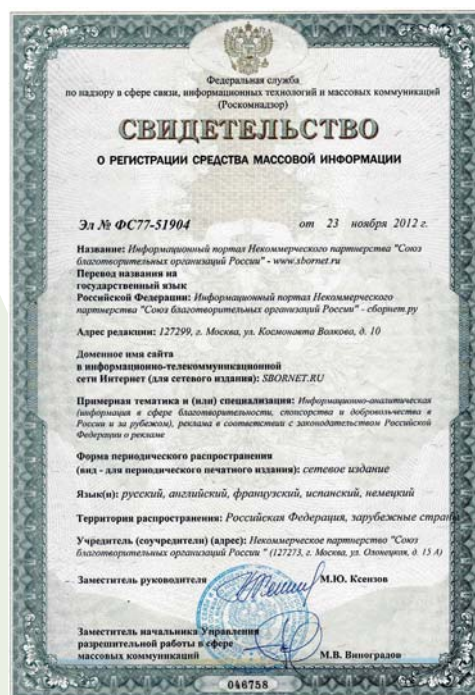 Федеральная служба
по надзору в сфере связи, информационных технологий и массовых коммуникаций
(Роскомнадзор)
СВИДЕТЕЛЬСТВО
О РЕГИСТРАЦИИ СРЕДСТВА МАССОВОЙ ИНФОРМАЦИИ
Эл № ФС77-51904 от 23 ноября 2012 г.
Название: Информационный портал Некоммерческого партнерства "Союз
благотворительных организаций России" - www.sbornet.ru
Перевод названия на
государственный язык
Российской Федерации: Информационный портал Некоммерческого
партнерства "Союз благотворительных организаций России" - сборнет.ру
Адрес редакции: 127299, г. Москва, ул. Космонавта Волкова, д. 10
Доменное имя сайта
в информационно-телекоммуникационной
сети Интернет (для сетевого издания): SBORNET.RU
Примерная тематика и (или) специализация: Информационно-аналитическая
(информация в сфере благотворительности, спонсорства и добровольчества в
России и за рубежом), реклама в соответствии с законодательством Российской
Федерации о рекламе
Форма периодического распространения
(вид - для периодического печатного издания): сетевое издание
Язык(и): русский, английский, французский, испанский, немецкий
Территория распространения: Российская Федерация, зарубежные страны
Учредитель (соучредители) (адрес): Некоммерческое партнерство "Союз
благотворительных организаций России " (127273, г. Москва, ул. Олонецкая, д. 15 А)
Заместитель руководителя М.Ю. Ксензов
Заместитель начальника Управления
разрешительной работы в сфере
массовых коммуникаций М.В. Виноградов
046758